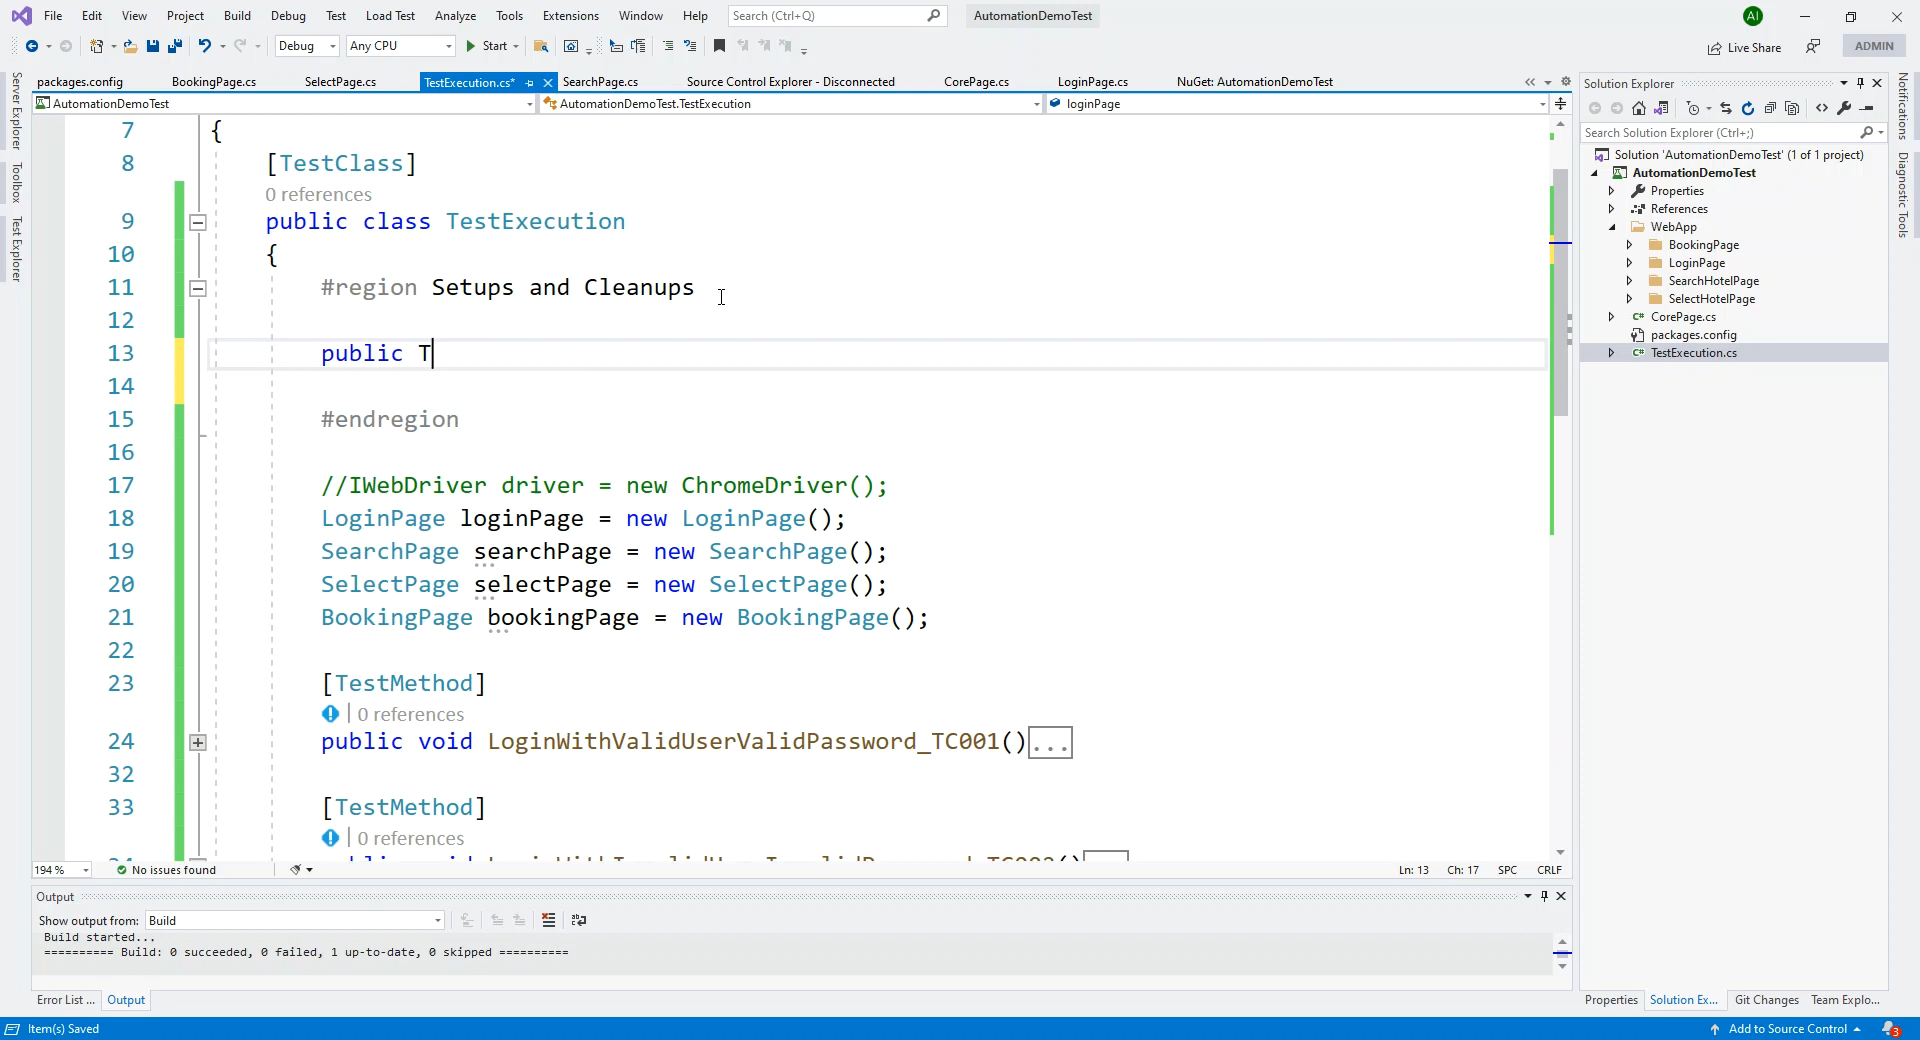 File Edit View Project Build Debug Test Load Test Analyze Tools Extensions Window Help Search (Ctrl+Q) AutomationDemoTest AI
Debug Any CPU Start Live Share ADMIN
packages.config BookingPage.cs SelectPage.cs TestExecution.cs* SearchPage.cs Source Control Explorer - Disconnected CorePage.cs LoginPage.cs NuGet: AutomationDemoTest
AutomationDemoTest AutomationDemoTest.TestExecution loginPage
Server Explorer
Toolbox
Test Explorer
7 {
8 [TestClass]
0 references
9 public class TestExecution
10 {
11 #region Setups and Cleanups
12
13 public T
14
15 #endregion
16
17 //IWebDriver driver = new ChromeDriver();
18 LoginPage loginPage = new LoginPage();
19 SearchPage searchPage = new SearchPage();
20 SelectPage selectPage = new SelectPage();
21 BookingPage bookingPage = new BookingPage();
22
23 [TestMethod]
0 references
24 public void LoginWithValidUserValidPassword_TC001()...
32
33 [TestMethod]
0 references
194 % No issues found Ln: 13 Ch: 17 SPC CRLF
Output
Show output from: Build
Build started...
========== Build: 0 succeeded, 0 failed, 1 up-to-date, 0 skipped ==========
Error List ... Output
Solution Explorer
Search Solution Explorer (Ctrl+;)
Solution 'AutomationDemoTest' (1 of 1 project)
AutomationDemoTest
Properties
References
WebApp
BookingPage
LoginPage
SearchHotelPage
SelectHotelPage
C# CorePage.cs
packages.config
C# TestExecution.cs
Properties Solution Ex... Git Changes Team Explo...
Notifications
Diagnostic Tools
Item(s) Saved Add to Source Control 3